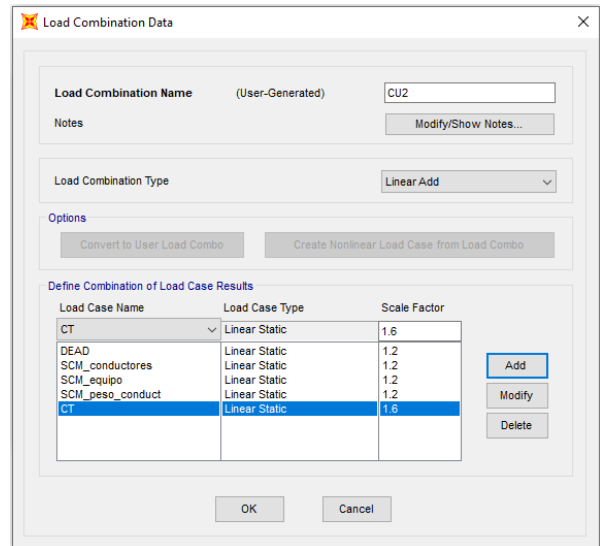 Load Combination Data
Load Combination Name (User-Generated) CU2
Notes Modify/Show Notes...
Load Combination Type Linear Add
Options
Convert to User Load Combo Create Nonlinear Load Case from Load Combo
Define Combination of Load Case Results
Load Case Name Load Case Type Scale Factor
CT Linear Static 1.6
DEAD Linear Static 1.2
SCM_conductores Linear Static 1.2
SCM_equipo Linear Static 1.2
SCM_peso_conduct Linear Static 1.2
CT Linear Static 1.6
Add
Modify
Delete
OK Cancel